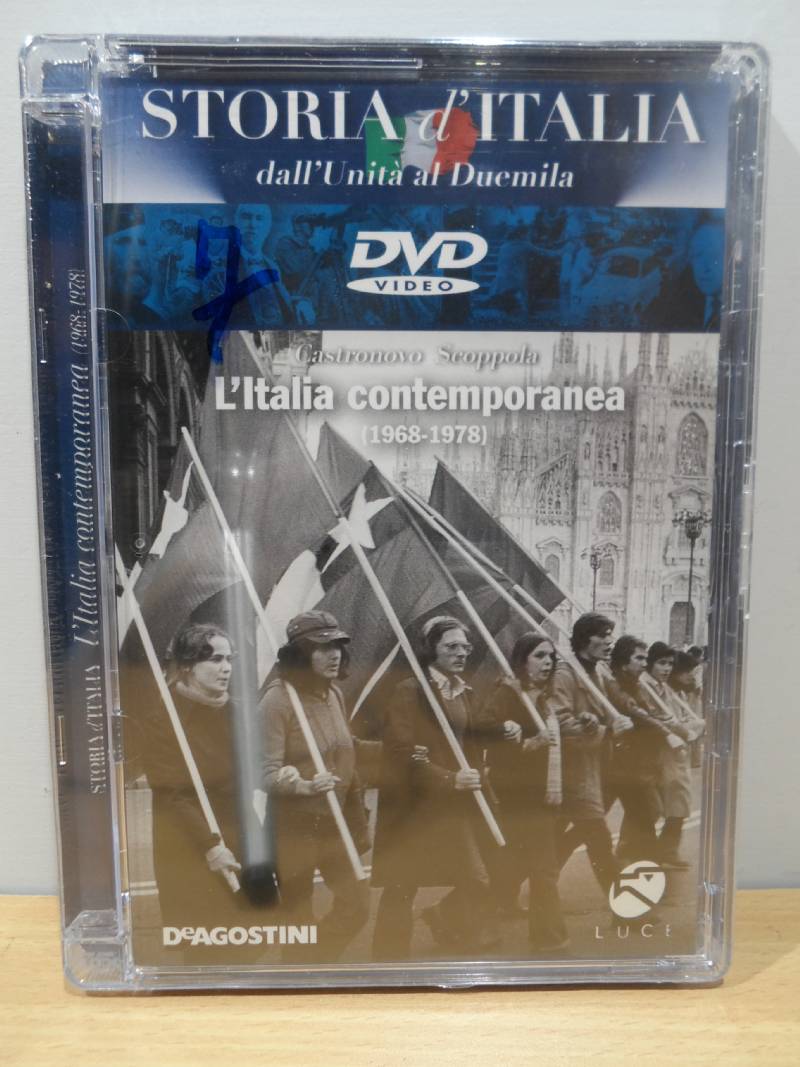 STORIA d'ITALIA
dall'Unità al Duemila
7
DVD
VIDEO
Castronovo Scoppola
L'Italia contemporanea
(1968-1978)
DeAGOSTINI
LUCE
STORIA d'ITALIA L'Italia contemporanea (1968-1978)